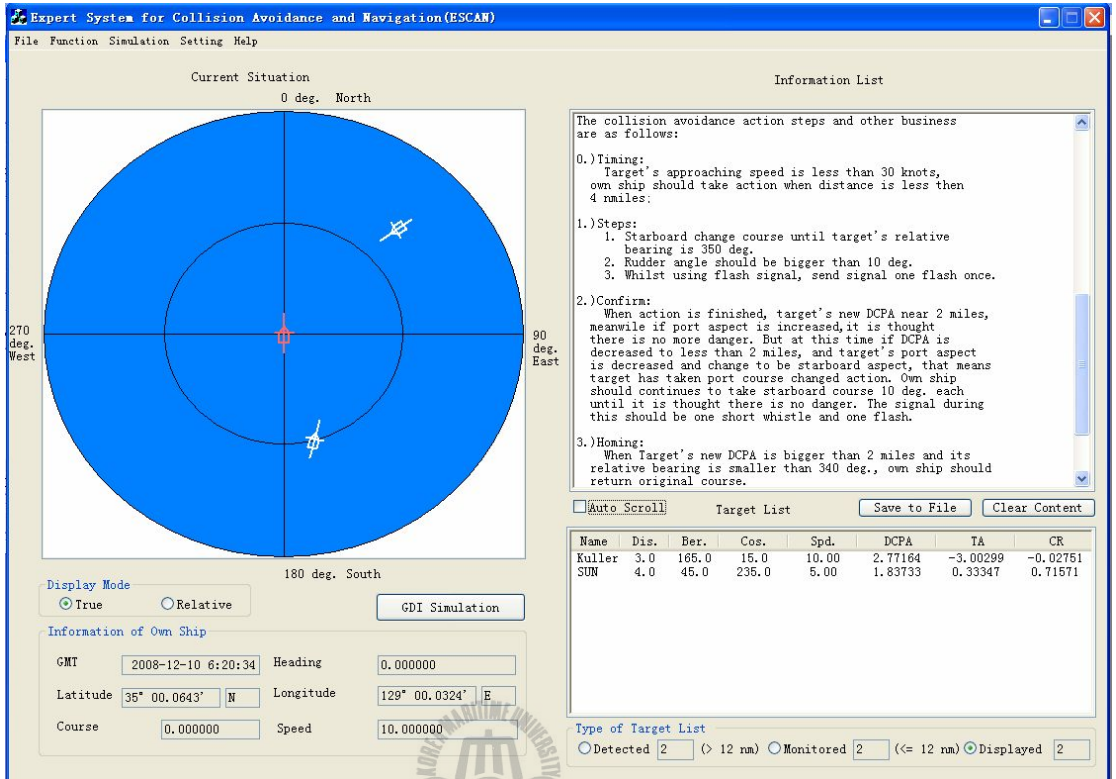 Expert System for Collision Avoidance and Navigation(ESCAN)
File Function Simulation Setting Help
Current Situation
0 deg. North
270 deg. West
90 deg. East
180 deg. South
Information List
The collision avoidance action steps and other business
are as follows:
0.)Timing:
Target's approaching speed is less than 30 knots,
own ship should take action when distance is less then
4 nmiles;
1.)Steps:
1. Starboard change course until target's relative
bearing is 350 deg.
2. Rudder angle should be bigger than 10 deg.
3. Whilst using flash signal, send signal one flash once.
2.)Confirm:
When action is finished, target's new DCPA near 2 miles,
meanwile if port aspect is increased,it is thought
there is no more danger. But at this time if DCPA is
decreased to less than 2 miles, and target's port aspect
is decreased and change to be starboard aspect, that means
target has taken port course changed action. Own ship
should continues to take starboard course 10 deg. each
until it is thought there is no danger. The signal during
this should be one short whistle and one flash.
3.)Homing:
When Target's new DCPA is bigger than 2 miles and its
relative bearing is smaller than 340 deg., own ship should
return original course.
Auto Scroll Target List Save to File Clear Content
Name Dis. Ber. Cos. Spd. DCPA TA CR
Kuller 3.0 165.0 15.0 10.00 2.77164 -3.00299 -0.02751
SUN 4.0 45.0 235.0 5.00 1.83733 0.33347 0.71571
Display Mode
True Relative
GDI Simulation
Information of Own Ship
GMT 2008-12-10 6:20:34 Heading 0.000000
Latitude 35° 00.0643' N Longitude 129° 00.0324' E
Course 0.000000 Speed 10.000000
Type of Target List
Detected 2 (> 12 nm) Monitored 2 (<= 12 nm) Displayed 2
KOREA MARITIME UNIVERSITY